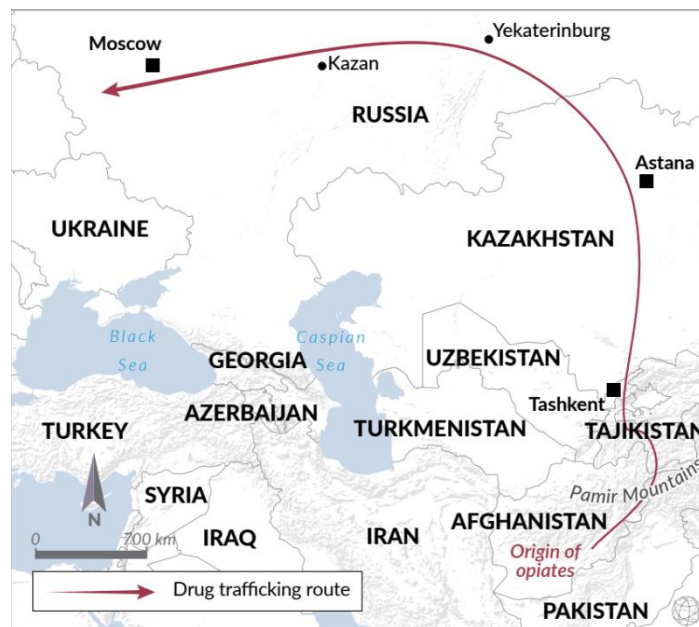 Yekaterinburg
Moscow
Kazan
RUSSIA
Astana
UKRAINE
KAZAKHSTAN
Black
Sea
Caspian
Sea
GEORGIA
UZBEKISTAN
AZERBAIJAN
Tashkent
TURKEY
TURKMENISTAN
TAJIKISTAN
Pamir Mountains
SYRIA
AFGHANISTAN
N
IRAQ
IRAN
Origin of
opiates
0 700 km
Drug trafficking route
PAKISTAN